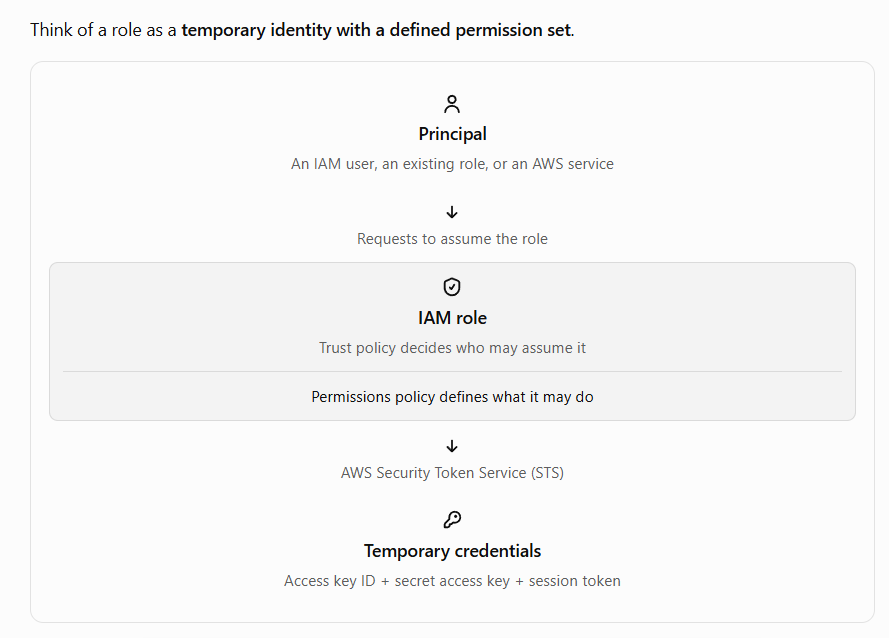 Think of a role as a temporary identity with a defined permission set.
Principal
An IAM user, an existing role, or an AWS service
Requests to assume the role
IAM role
Trust policy decides who may assume it
Permissions policy defines what it may do
AWS Security Token Service (STS)
Temporary credentials
Access key ID + secret access key + session token